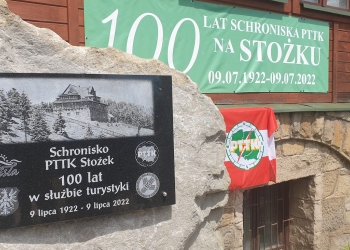 100
LAT SCHRONISKA PTTK
NA STOŻKU
09.07.1922-09.07.2022
Schronisko
PTTK Stożek
100 lat
w służbie turystyki
9 lipca 1922 - 9 lipca 2022
PTTK